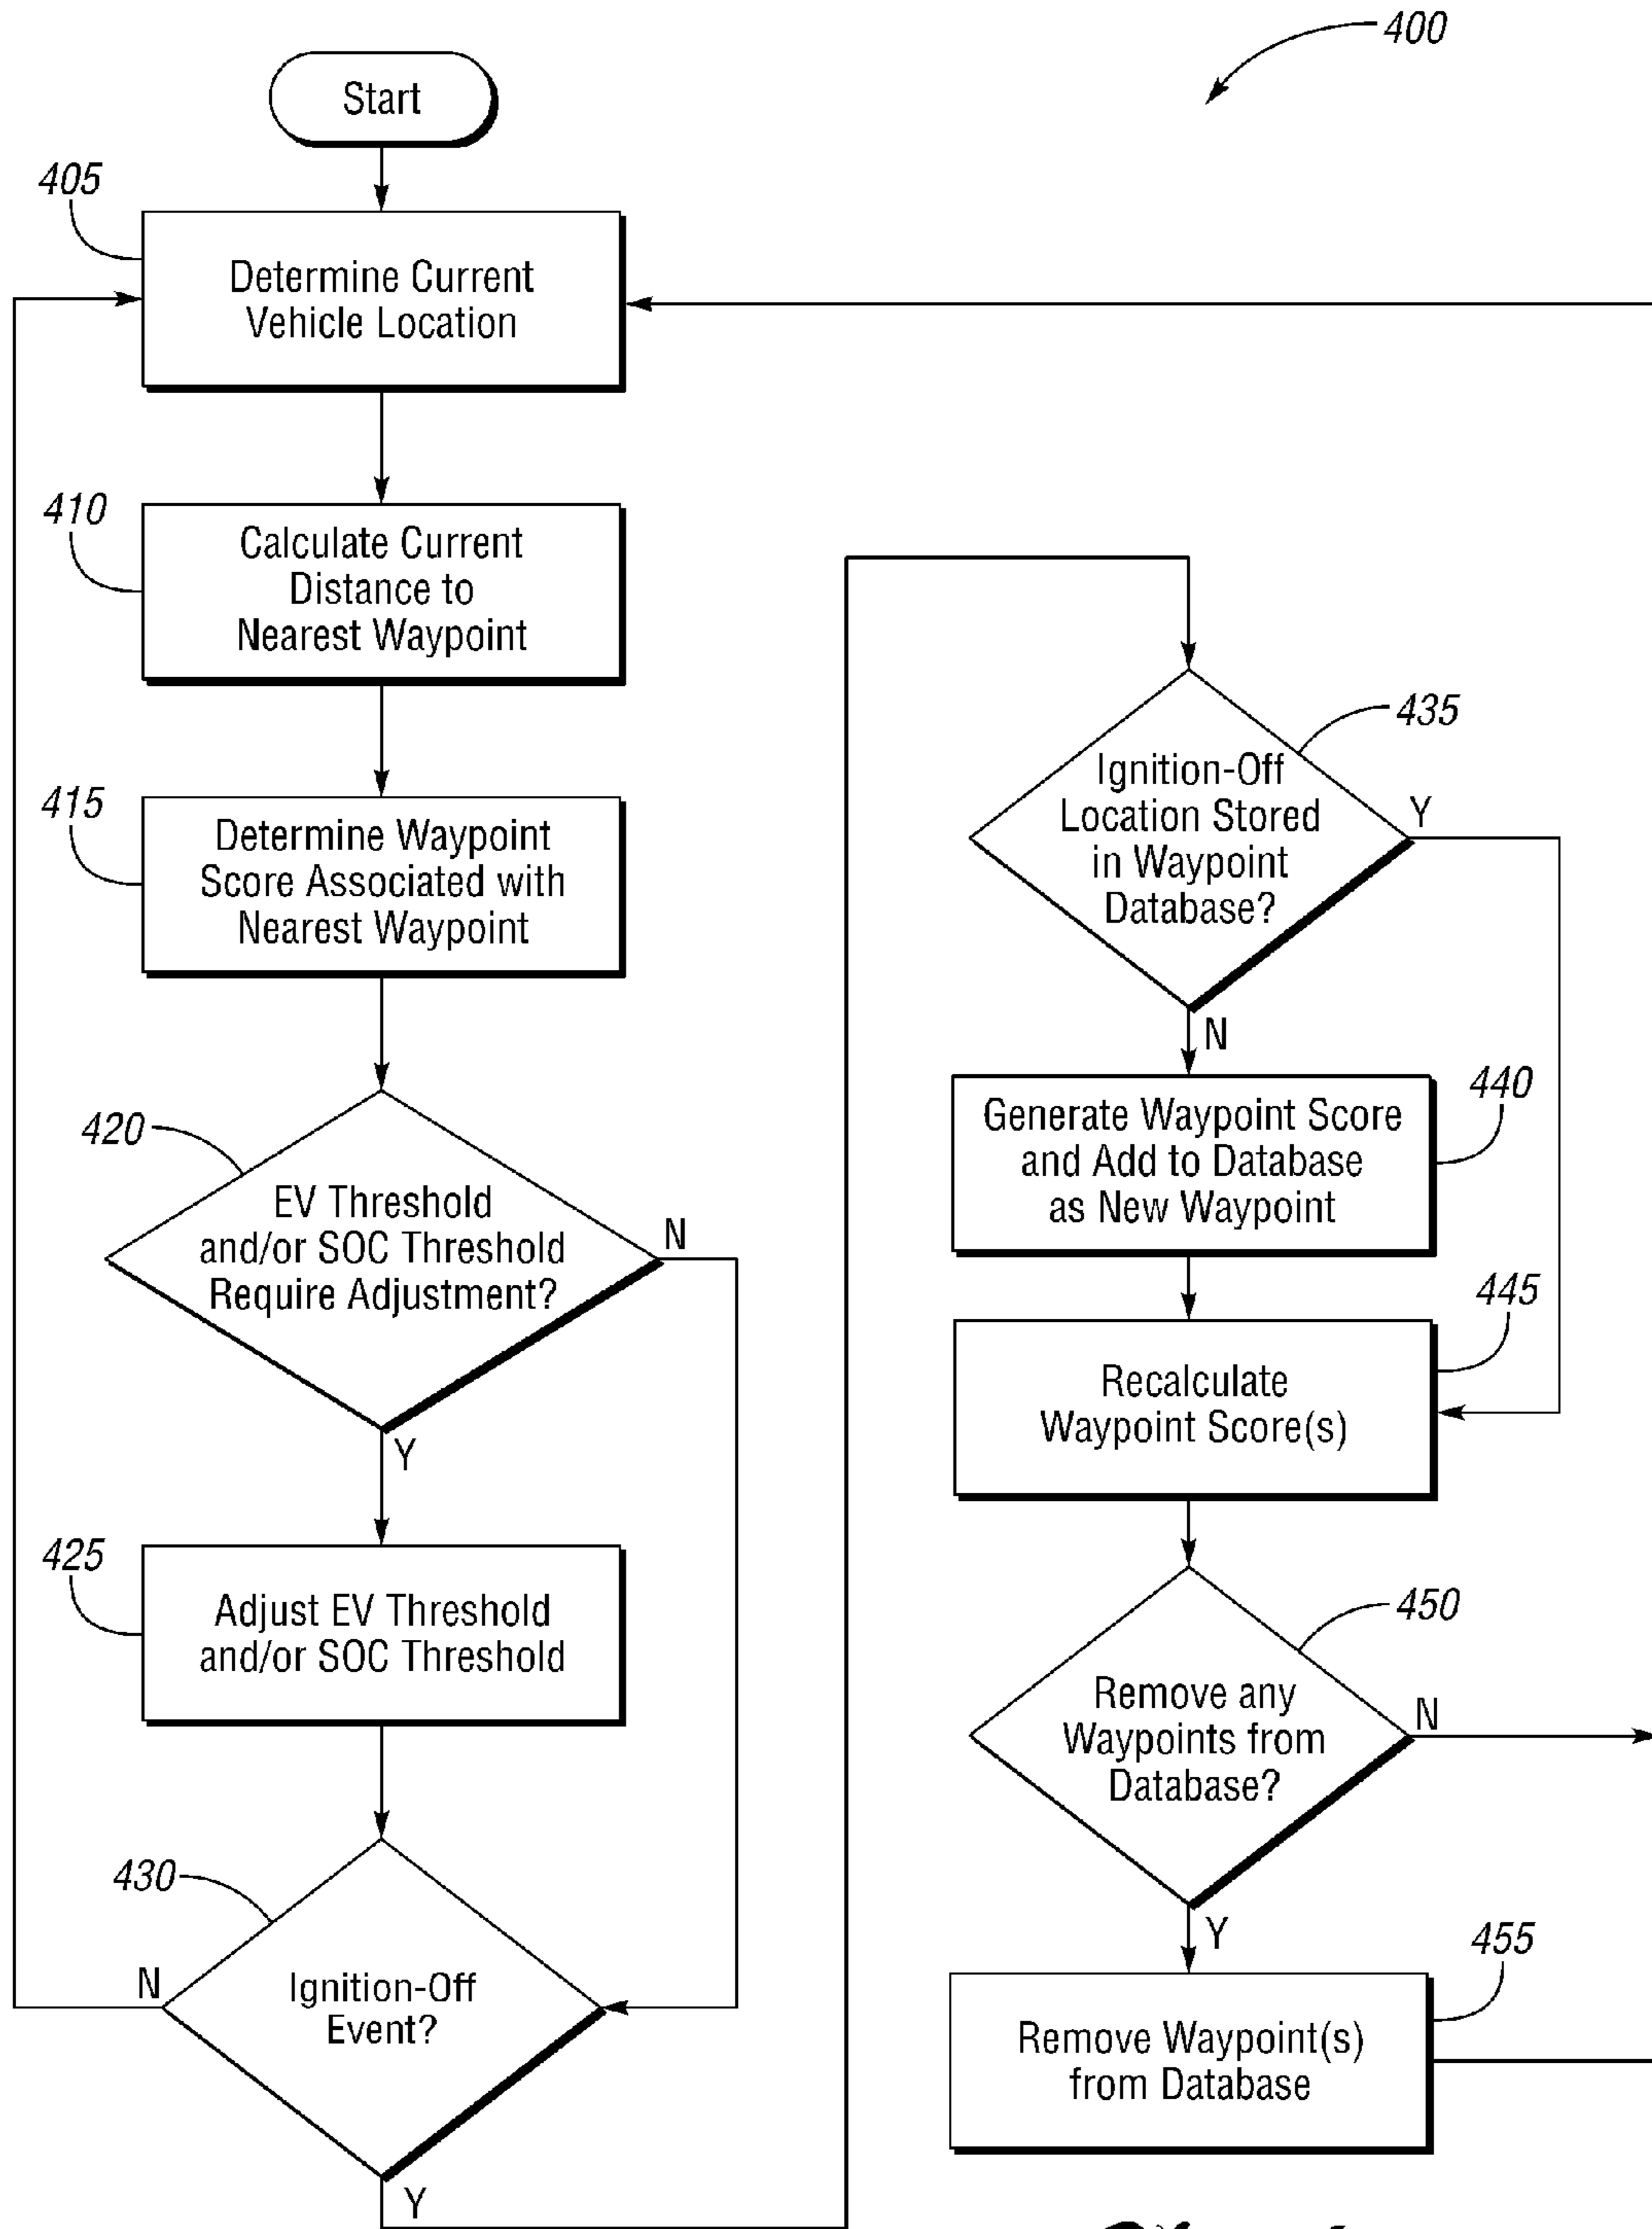 400
Start
405
Determine Current
Vehicle Location
410
Calculate Current
Distance to
Nearest Waypoint
415
Determine Waypoint
Score Associated with
Nearest Waypoint
420
EV Threshold
and/or SOC Threshold
Require Adjustment?
N
Y
425
Adjust EV Threshold
and/or SOC Threshold
430
Ignition-Off
Event?
N
Y
435
Ignition-Off
Location Stored
in Waypoint
Database?
Y
N
440
Generate Waypoint Score
and Add to Database
as New Waypoint
445
Recalculate
Waypoint Score(s)
450
Remove any
Waypoints from
Database?
N
Y
455
Remove Waypoint(s)
from Database